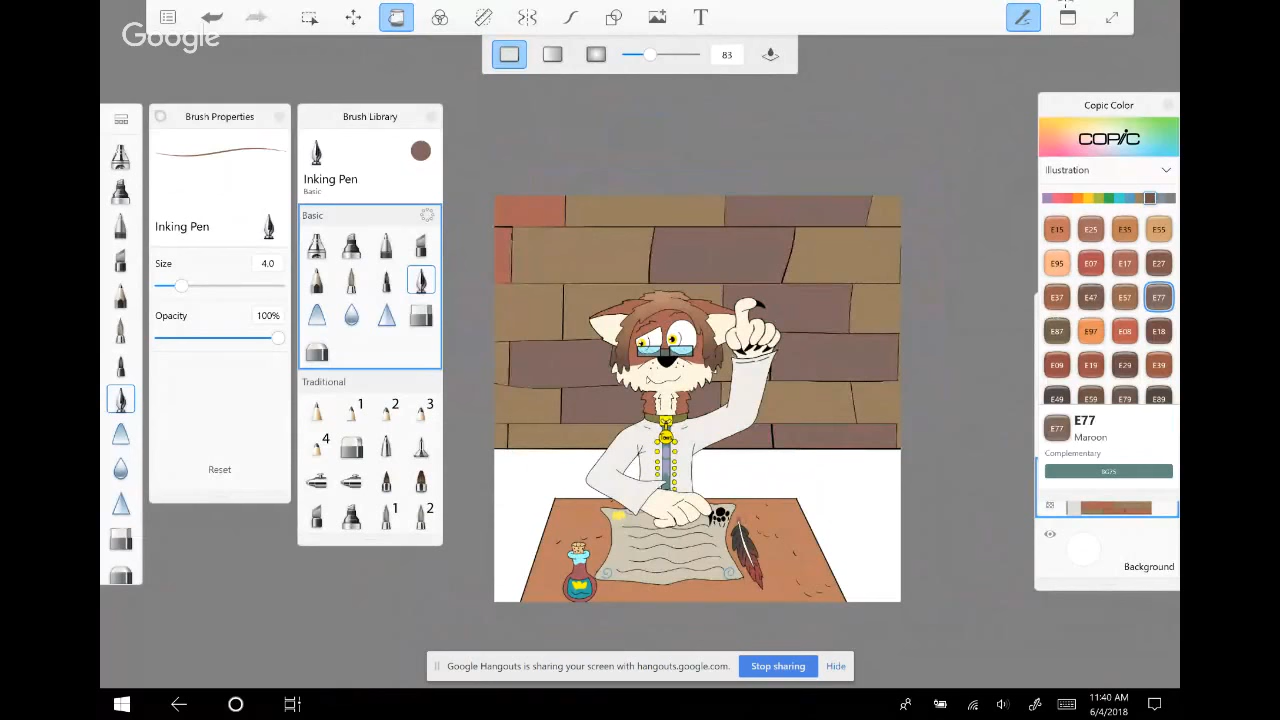 Google
T
83
Brush Properties
Brush Library
Copic Color
COPIC
Inking Pen
Basic
Illustration
Basic
Inking Pen
E15 E25 E35 E55
E95 E07 E17 E27
Size 4.0
E37 E47 E57 E77
Opacity 100%
E87 E97 E08 E18
E09 E19 E29 E39
Traditional
E49 E59 E79 E89
1 2 3
E77 E77
Maroon
4
Complementary
BG75
Reset
1 2
Background
Google Hangouts is sharing your screen with hangouts.google.com.
Stop sharing
Hide
11:40 AM
6/4/2018